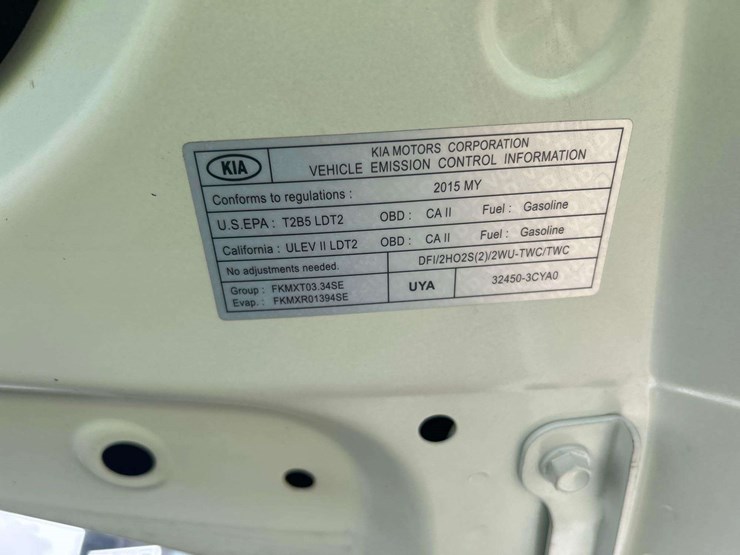 KIA
KIA MOTORS CORPORATION
VEHICLE EMISSION CONTROL INFORMATION
Conforms to regulations : 2015 MY
U.S.EPA : T2B5 LDT2 OBD : CA II Fuel : Gasoline
California : ULEV II LDT2 OBD : CA II Fuel : Gasoline
No adjustments needed. DFI/2HO2S(2)/2WU-TWC/TWC
Group : FKMXT03.34SE
Evap. : FKMXR01394SE
UYA
32450-3CYA0